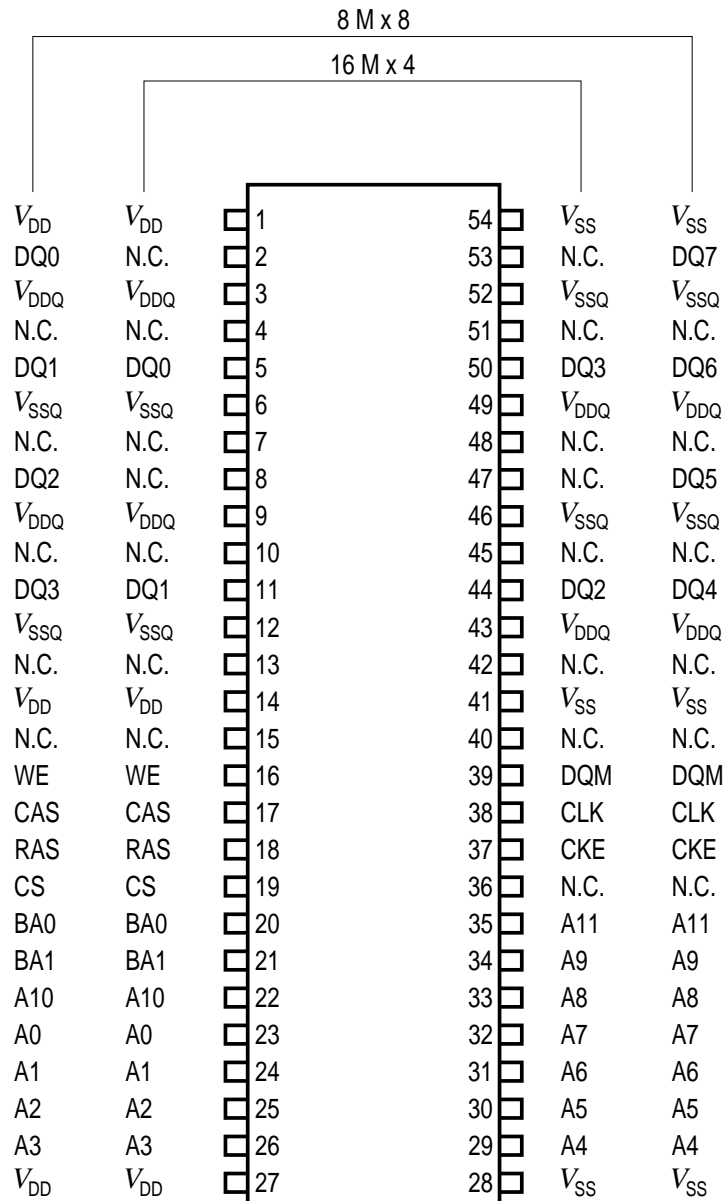 8 M x 8
16 M x 4
VDD VDD 1 54 VSS VSS
DQ0 N.C. 2 53 N.C. DQ7
VDDQ VDDQ 3 52 VSSQ VSSQ
N.C. N.C. 4 51 N.C. N.C.
DQ1 DQ0 5 50 DQ3 DQ6
VSSQ VSSQ 6 49 VDDQ VDDQ
N.C. N.C. 7 48 N.C. N.C.
DQ2 N.C. 8 47 N.C. DQ5
VDDQ VDDQ 9 46 VSSQ VSSQ
N.C. N.C. 10 45 N.C. N.C.
DQ3 DQ1 11 44 DQ2 DQ4
VSSQ VSSQ 12 43 VDDQ VDDQ
N.C. N.C. 13 42 N.C. N.C.
VDD VDD 14 41 VSS VSS
N.C. N.C. 15 40 N.C. N.C.
WE WE 16 39 DQM DQM
CAS CAS 17 38 CLK CLK
RAS RAS 18 37 CKE CKE
CS CS 19 36 N.C. N.C.
BA0 BA0 20 35 A11 A11
BA1 BA1 21 34 A9 A9
A10 A10 22 33 A8 A8
A0 A0 23 32 A7 A7
A1 A1 24 31 A6 A6
A2 A2 25 30 A5 A5
A3 A3 26 29 A4 A4
VDD VDD 27 28 VSS VSS